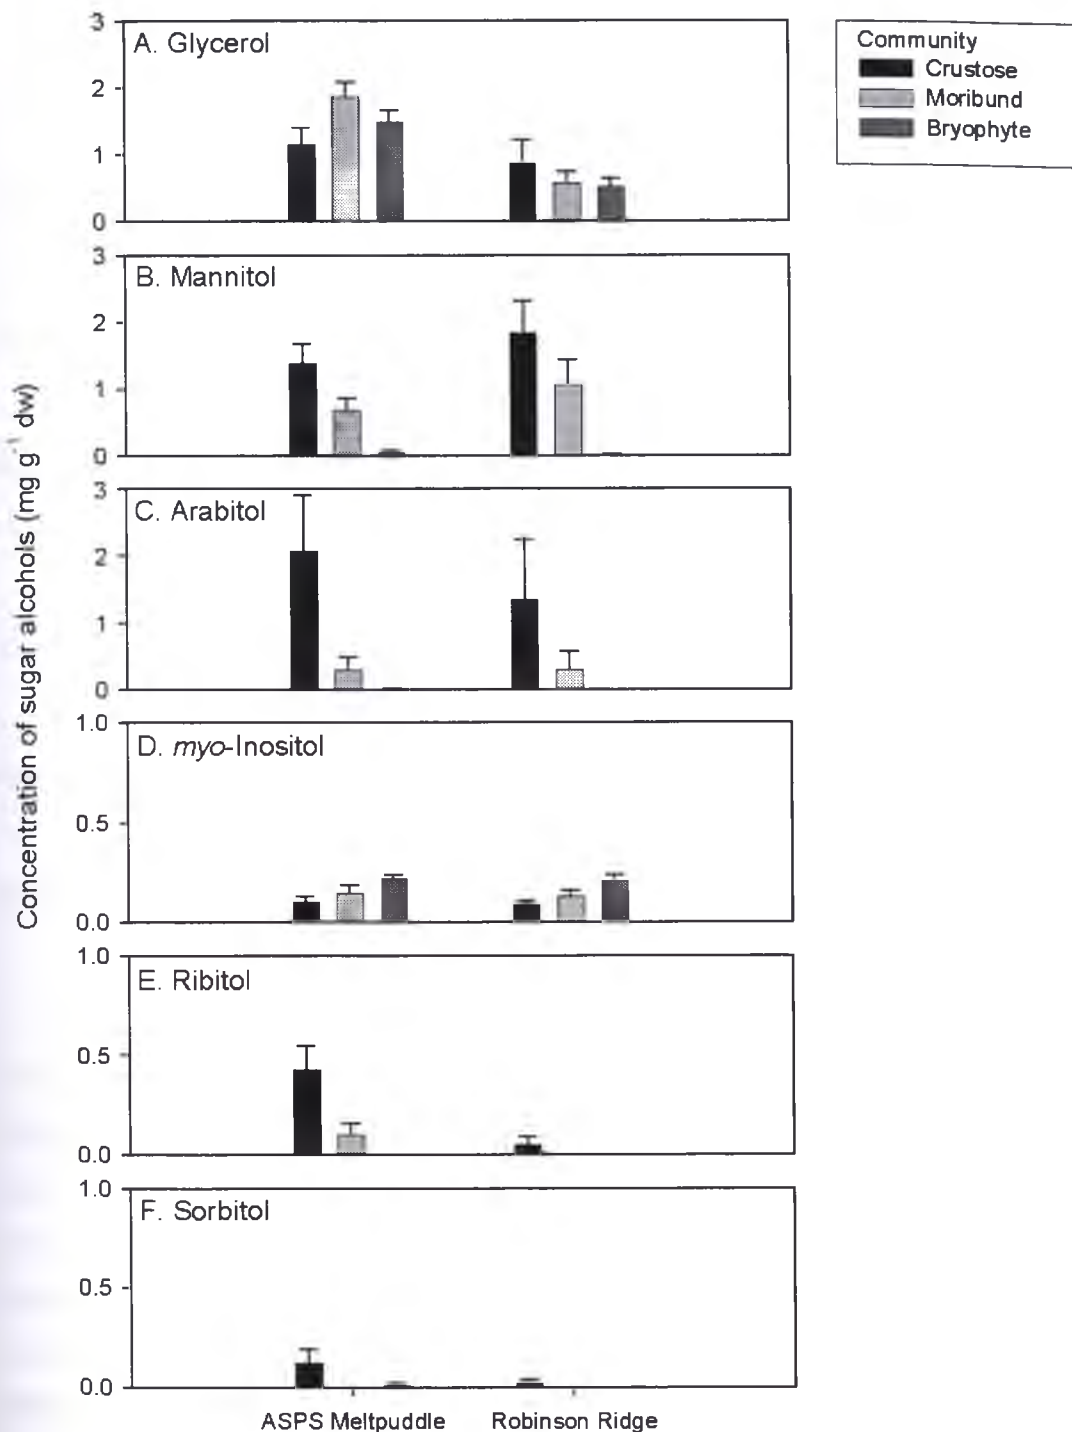 A. Glycerol
3
2
1
0
Community
Crustose
Moribund
Bryophyte
B. Mannitol
3
2
1
0
C. Arabitol
3
2
1
0
Concentration of sugar alcohols (mg g⁻¹ dw)
D. myo-Inositol
1.0
0.5
0.0
E. Ribitol
1.0
0.5
0.0
F. Sorbitol
1.0
0.5
0.0
ASPS Meltpuddle Robinson Ridge